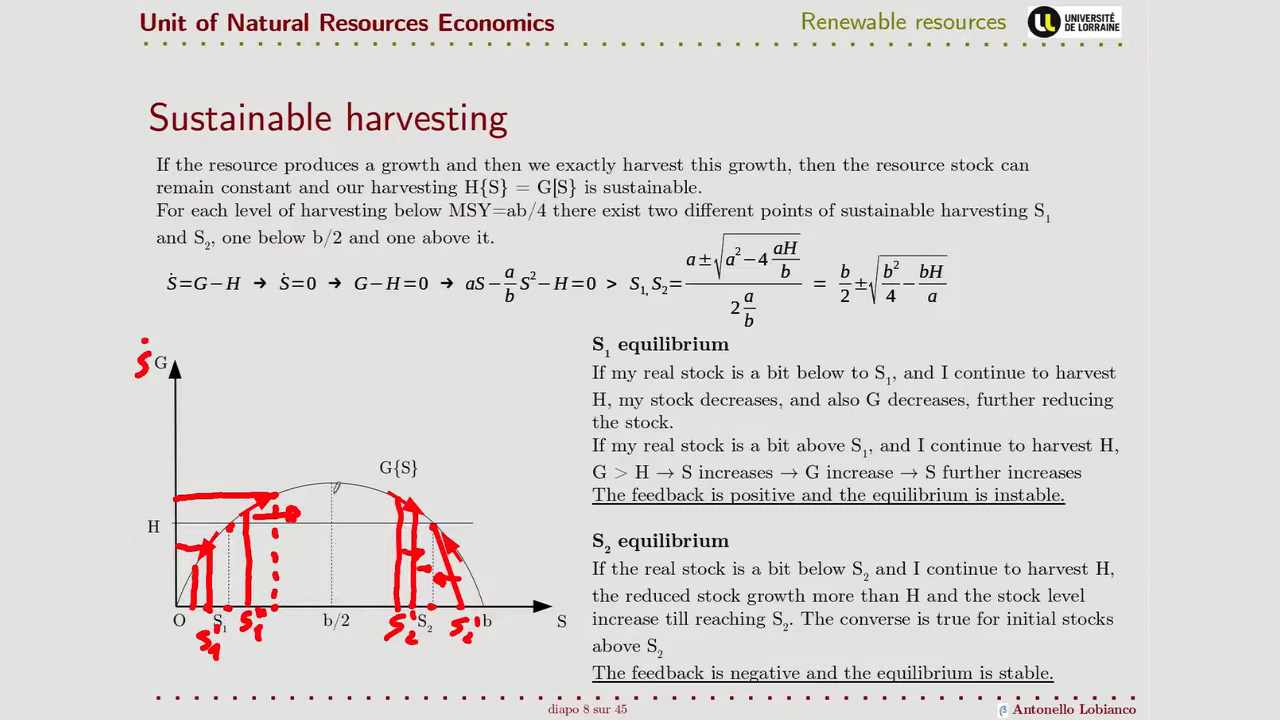 Unit of Natural Resources Economics
Renewable resources
UNIVERSITÉ
DE LORRAINE
Sustainable harvesting
If the resource produces a growth and then we exactly harvest this growth, then the resource stock can
remain constant and our harvesting H{S} = G{S} is sustainable.
For each level of harvesting below MSY=ab/4 there exist two different points of sustainable harvesting S₁
and S₂, one below b/2 and one above it.
Ṡ=G−H → Ṡ=0 → G−H=0 → aS−a/b S²−H=0 > S₁, S₂= (a±√(a²−4 aH/b))/(2 a/b) = b/2 ±√(b²/4 − bH/a)
Ṡ
G
G{S}
H
O
S₁
b/2
S₂
b
S
S₁'
S₁"
S₂'
S₂"
S₁ equilibrium
If my real stock is a bit below to S₁, and I continue to harvest
H, my stock decreases, and also G decreases, further reducing
the stock.
If my real stock is a bit above S₁, and I continue to harvest H,
G > H → S increases → G increase → S further increases
The feedback is positive and the equilibrium is instable.
S₂ equilibrium
If the real stock is a bit below S₂ and I continue to harvest H,
the reduced stock growth more than H and the stock level
increase till reaching S₂. The converse is true for initial stocks
above S₂
The feedback is negative and the equilibrium is stable.
diapo 8 sur 45
Antonello Lobianco